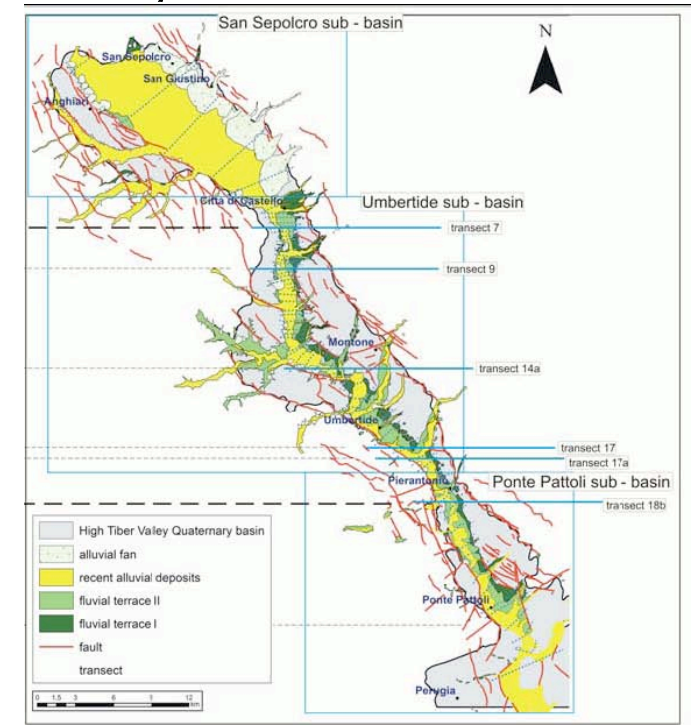 San Sepolcro sub - basin
N
San Sepolcro
San Giustino
Anghiari
Citta di Castello
Umbertide sub - basin
transect 7
transect 9
Montone
transect 14a
Umbertide
transect 17
transect 17a
Pierantonio
Ponte Pattoli sub - basin
transect 18b
High Tiber Valley Quaternary basin
alluvial fan
recent alluvial deposits
fluvial terrace II
fluvial terrace I
fault
transect
Ponte Pattoli
Perugia
0 1,5 3 6 9 12
km